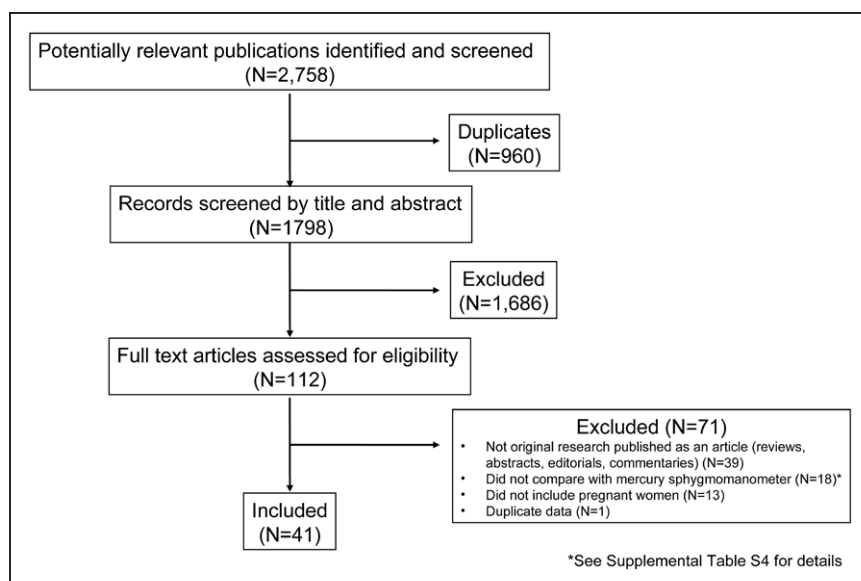 Potentially relevant publications identified and screened
(N=2,758)
Duplicates
(N=960)
Records screened by title and abstract
(N=1798)
Excluded
(N=1,686)
Full text articles assessed for eligibility
(N=112)
Excluded (N=71)
• Not original research published as an article (reviews,
abstracts, editorials, commentaries) (N=39)
• Did not compare with mercury sphygmomanometer (N=18)*
• Did not include pregnant women (N=13)
• Duplicate data (N=1)
Included
(N=41)
*See Supplemental Table S4 for details